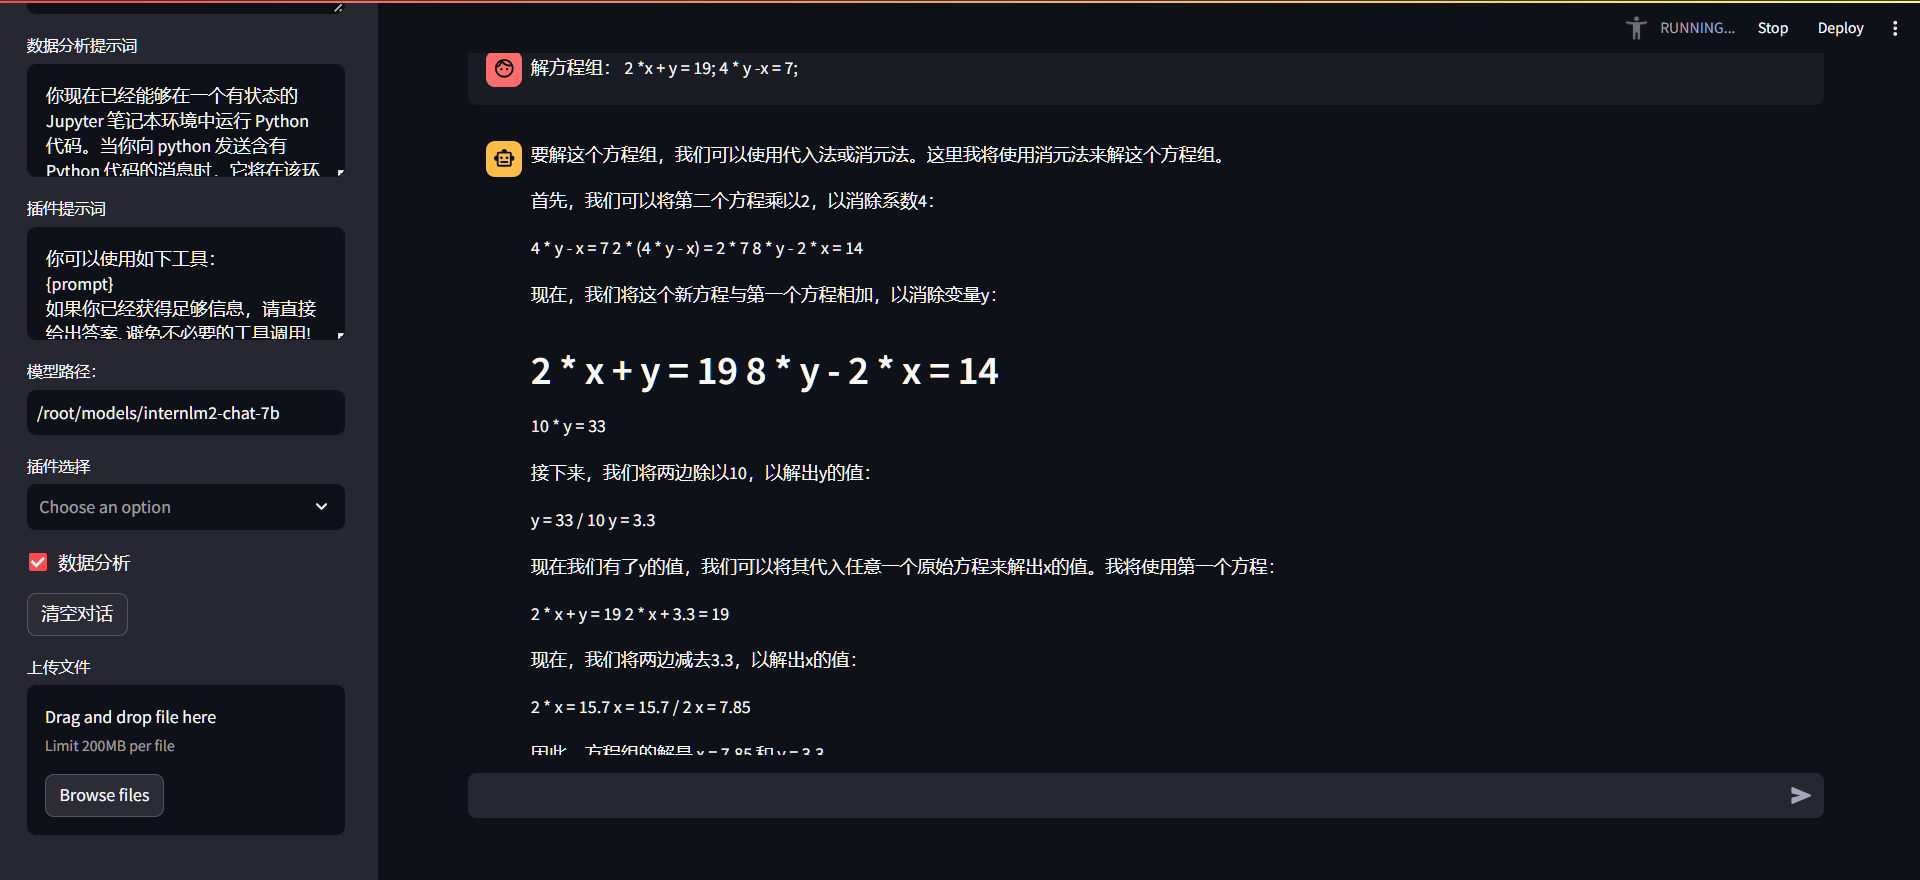 数据分析提示词
你现在已经能够在一个有状态的
Jupyter 笔记本环境中运行 Python
代码。当你向 python 发送含有
Python 代码的消息时，它将在该环
插件提示词
你可以使用如下工具：
{prompt}
如果你已经获得足够信息，请直接
给出答案. 避免不必要的工具调用!
模型路径：
/root/models/internlm2-chat-7b
插件选择
Choose an option
数据分析
清空对话
上传文件
Drag and drop file here
Limit 200MB per file
Browse files
RUNNING...
Stop
Deploy
解方程组： 2 *x + y = 19; 4 * y -x = 7;
要解这个方程组，我们可以使用代入法或消元法。这里我将使用消元法来解这个方程组。
首先，我们可以将第二个方程乘以2，以消除系数4：
4 * y - x = 7 2 * (4 * y - x) = 2 * 7 8 * y - 2 * x = 14
现在，我们将这个新方程与第一个方程相加，以消除变量y：
2 * x + y = 19 8 * y - 2 * x = 14
10 * y = 33
接下来，我们将两边除以10，以解出y的值：
y = 33 / 10 y = 3.3
现在我们有了y的值，我们可以将其代入任意一个原始方程来解出x的值。我将使用第一个方程：
2 * x + y = 19 2 * x + 3.3 = 19
现在，我们将两边减去3.3，以解出x的值：
2 * x = 15.7 x = 15.7 / 2 x = 7.85
因此，方程组的解是 x = 7.85 和 y = 3.3